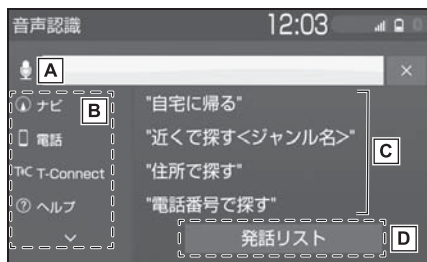 音声認識 12:03
A ×
ナビ B "自宅に帰る"
電話 "近くで探す<ジャンル名>"
C
T-Connect "住所で探す"
ヘルプ "電話番号で探す"
発話リスト D